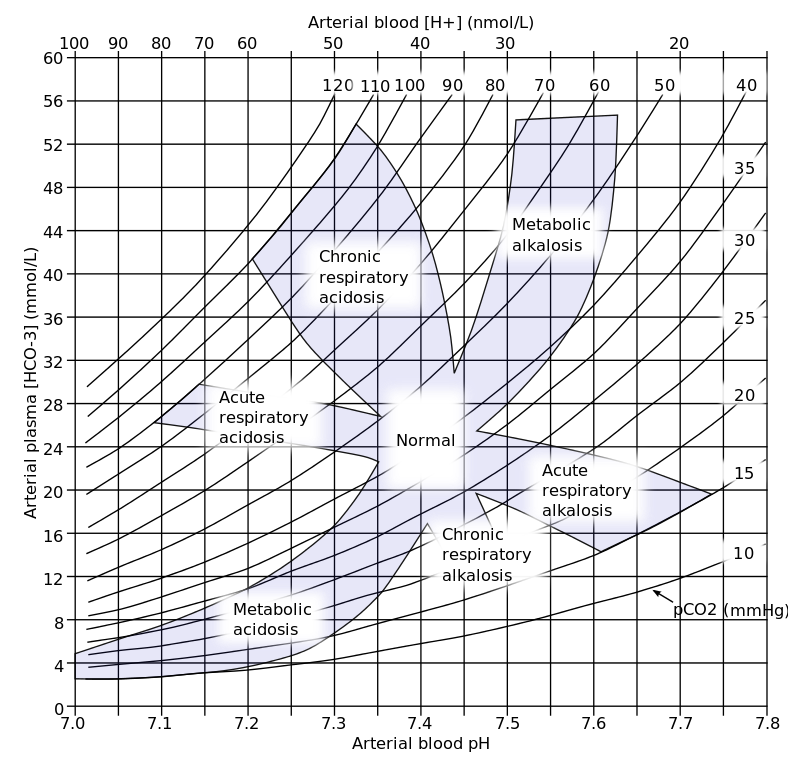 Arterial blood [H+] (nmol/L)
100 90 80 70 60 50 40 30 20
60
56
120 110 100 90 80 70 60 50 40
52
35
48
Metabolic
alkalosis
44
30
Chronic
respiratory
acidosis
40
36
25
32
Acute
respiratory
acidosis
28
20
Normal
24
Acute
respiratory
alkalosis
15
20
16
Chronic
respiratory
alkalosis
10
12
Metabolic
acidosis
pCO2 (mmHg)
8
4
0
7.0 7.1 7.2 7.3 7.4 7.5 7.6 7.7 7.8
Arterial blood pH
Arterial plasma [HCO-3] (mmol/L)